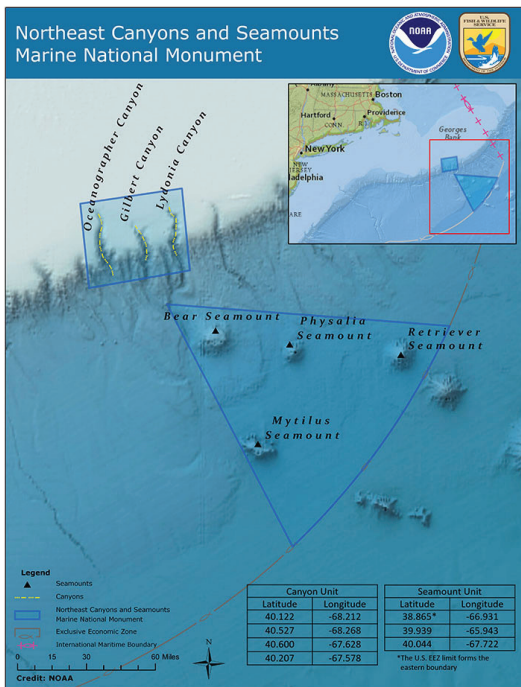 Northeast Canyons and Seamounts
Marine National Monument
NOAA
U.S.
FISH & WILDLIFE
SERVICE
Oceanographer Canyon
Gilbert Canyon
Lydonia Canyon
MASSACHUSETTS
Boston
Hartford
Providence
CONN.
R.I.
New York
NEW
JERSEY
ladelphia
ARE
Georges
Bank
Bear Seamount
Physalia
Seamount
Retriever
Seamount
Mytilus
Seamount
Legend
Seamounts
Canyons
Northeast Canyons and Seamounts
Marine National Monument
Exclusive Economic Zone
International Maritime Boundary
0 15 30 60 Miles
N
Credit: NOAA
Canyon Unit
Latitude Longitude
40.122 -68.212
40.527 -68.268
40.600 -67.628
40.207 -67.578
Seamount Unit
Latitude Longitude
38.865* -66.931
39.939 -65.943
40.044 -67.722
*The U.S. EEZ limit forms the
eastern boundary